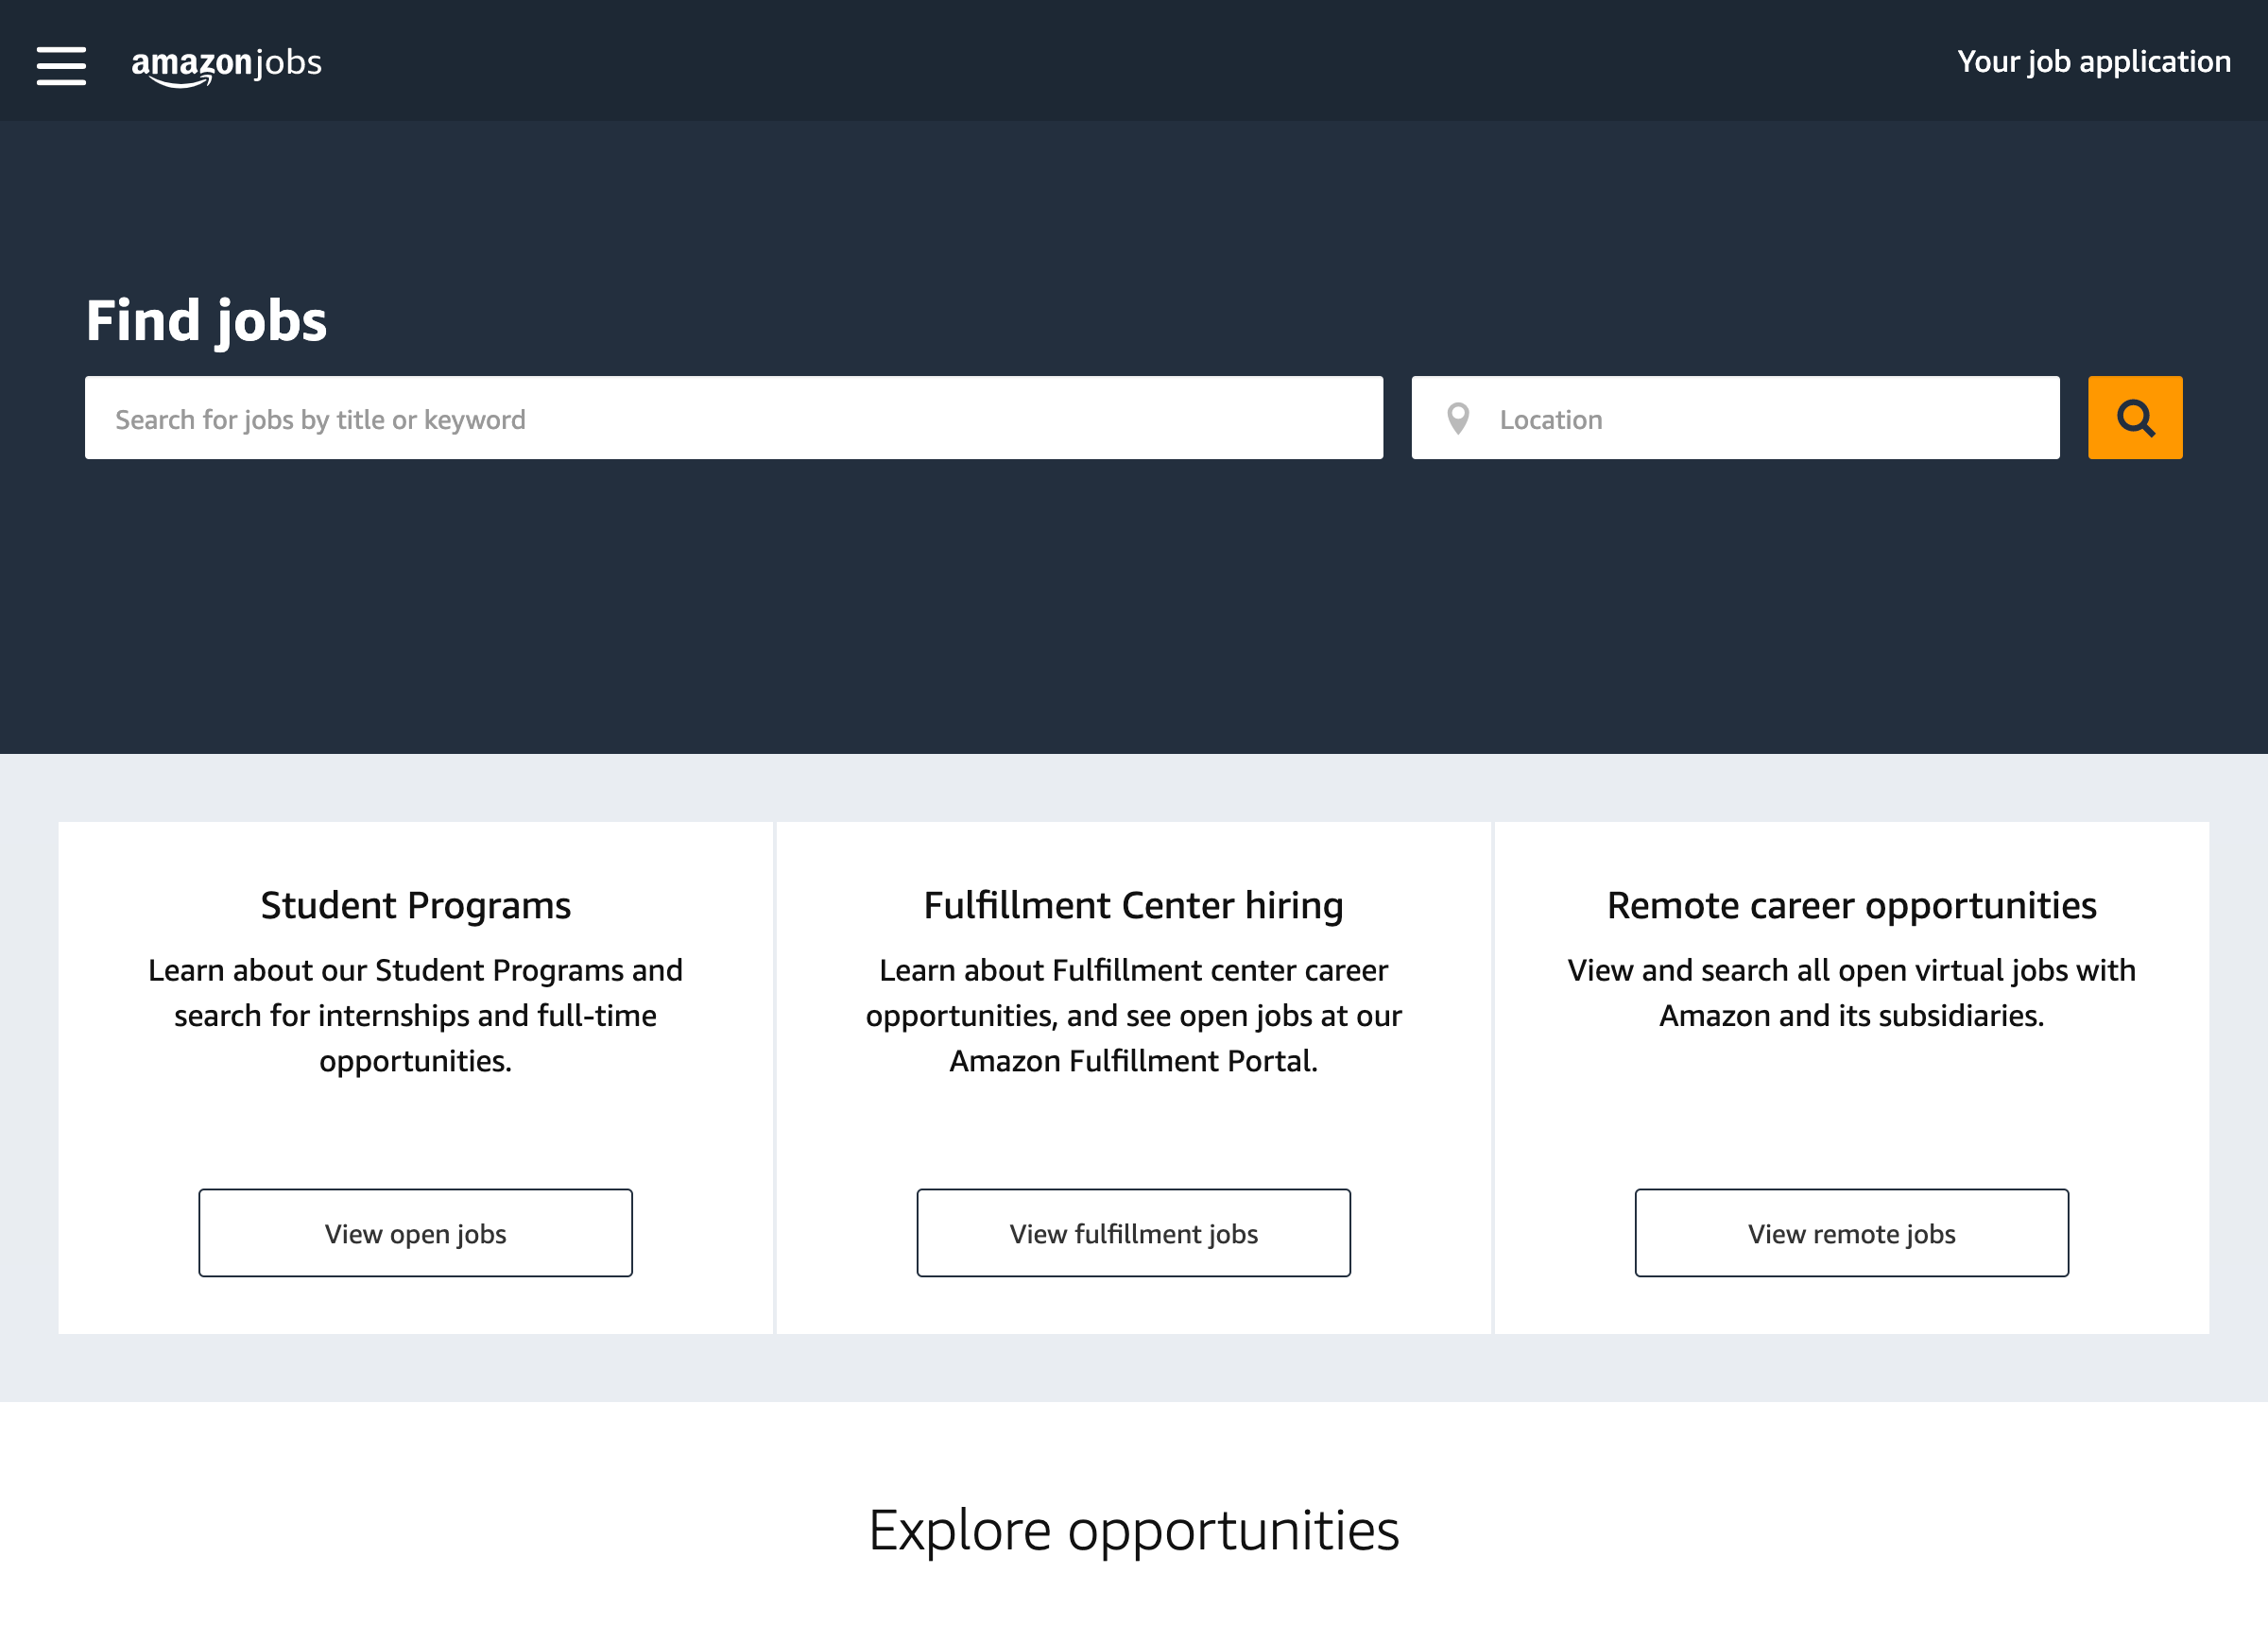 amazonjobs
Your job application
Find jobs
Search for jobs by title or keyword
Location
Student Programs
Learn about our Student Programs and
search for internships and full-time
opportunities.
View open jobs
Fulfillment Center hiring
Learn about Fulfillment center career
opportunities, and see open jobs at our
Amazon Fulfillment Portal.
View fulfillment jobs
Remote career opportunities
View and search all open virtual jobs with
Amazon and its subsidiaries.
View remote jobs
Explore opportunities